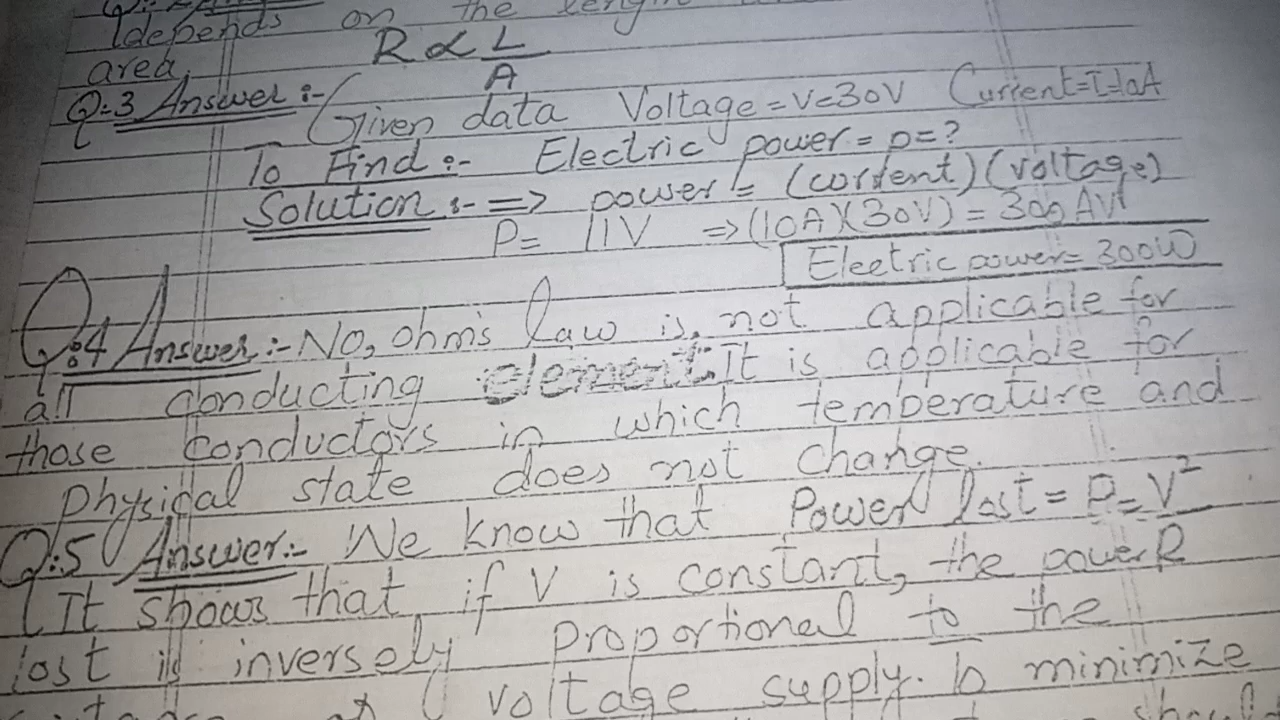 depends on the length
area, R ∝ L/A
Q:3 Answer :- Given data Voltage = V=30V Current=I=10A
To Find :- Electric power = p=?
Solution :- => power = (corrent) (voltage)
P= IV => (10A)(30V) = 300 AV
Electric power= 300W
Q:4 Answer :- No, ohm's law is not applicable for
all conducting element. It is applicable for
those conductors in which temperature and
physical state does not change.
Q:5 Answer:- We know that Power lost = P= V²/R
It shows that if V is constant, the power
lost is inversely proportional to the
voltage supply. To minimize